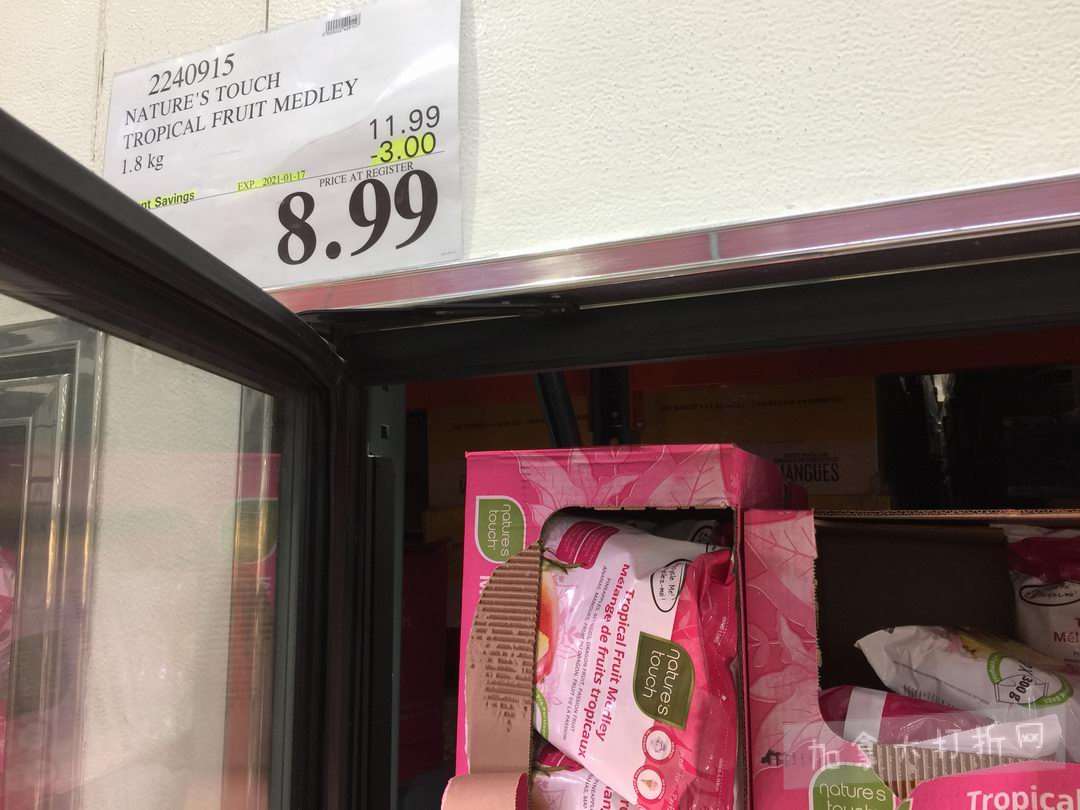 2240915
NATURE'S TOUCH
TROPICAL FRUIT MEDLEY
1.8 kg
11.99
-3.00
EXP. 2021-01-17
PRICE AT REGISTER
nt Savings
8.99
MANGUES
nature's
touch
Tropical Fruit Medley
Mélange de fruits tropicaux
nature's
touch
300 g
加拿大打折网
nature's
touch
Tropical